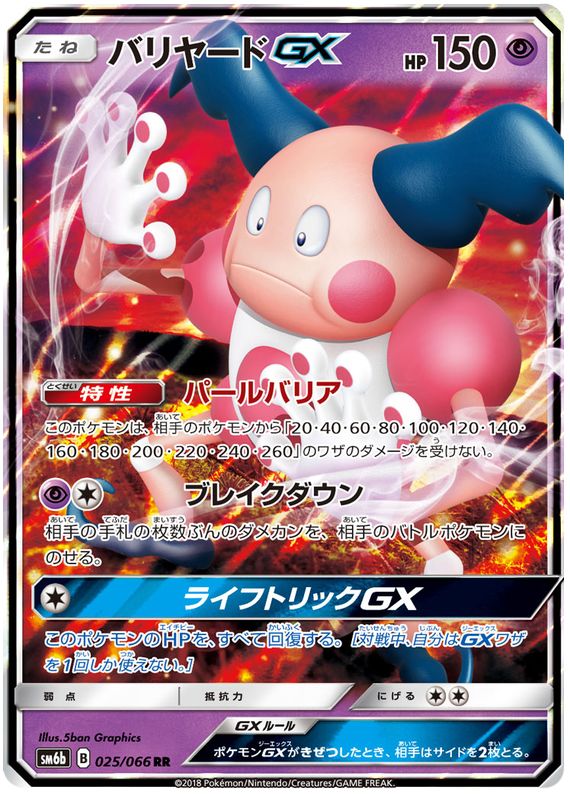 たね
バリヤードGX
HP 150
とくせい
特性 パールバリア
このポケモンは、相手のポケモンから「20・40・60・80・100・120・140・
160・180・200・220・240・260」のワザのダメージを受けない。
ブレイクダウン
相手の手札の枚数ぶんのダメカンを、相手のバトルポケモンに
のせる。
ライフトリックGX
このポケモンのHPを、すべて回復する。[対戦中、自分はGXワザ
を1回しか使えない。]
弱点 抵抗力 にげる
Illus.5ban Graphics
GXルール
ポケモンGXがきぜつしたとき、相手はサイドを2枚とる。
SM6b B 025/066 RR
©2018 Pokémon/Nintendo/Creatures/GAME FREAK.